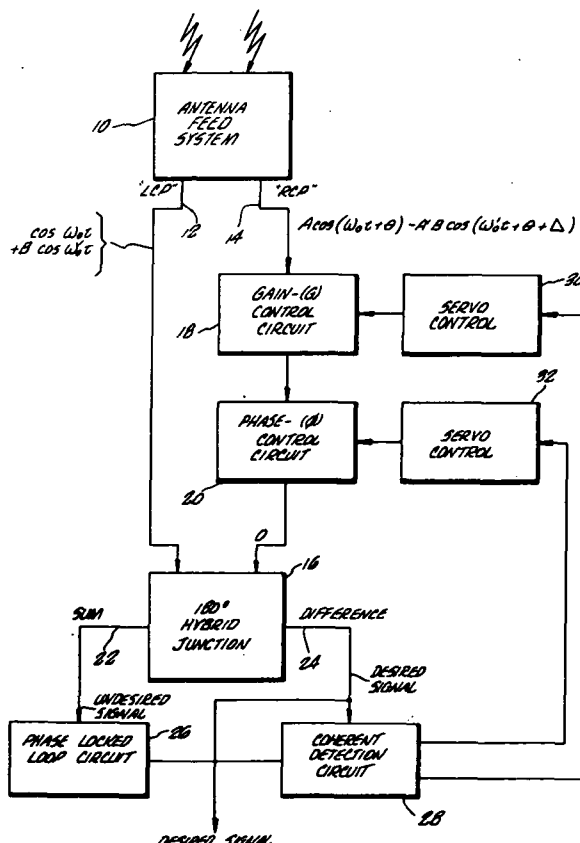 ANTENNA
FEED
SYSTEM
10
"LCP"
"RCP"
12
14
COS ω₀t
+B COS ω₀'t
A cos(ω₀t+θ) - A'B cos(ω₀'t+θ+Δ)
GAIN-(G)
CONTROL
CIRCUIT
18
SERVO
CONTROL
30
PHASE-(Ø)
CONTROL
CIRCUIT
20
SERVO
CONTROL
32
O
16
180°
HYBRID
JUNCTION
SUM
22
DIFFERENCE
24
UNDESIRED
SIGNAL
DESIRED
SIGNAL
PHASE LOCKED
LOOP CIRCUIT
26
COHERENT
DETECTION
CIRCUIT
28
DESIRED SIGNAL